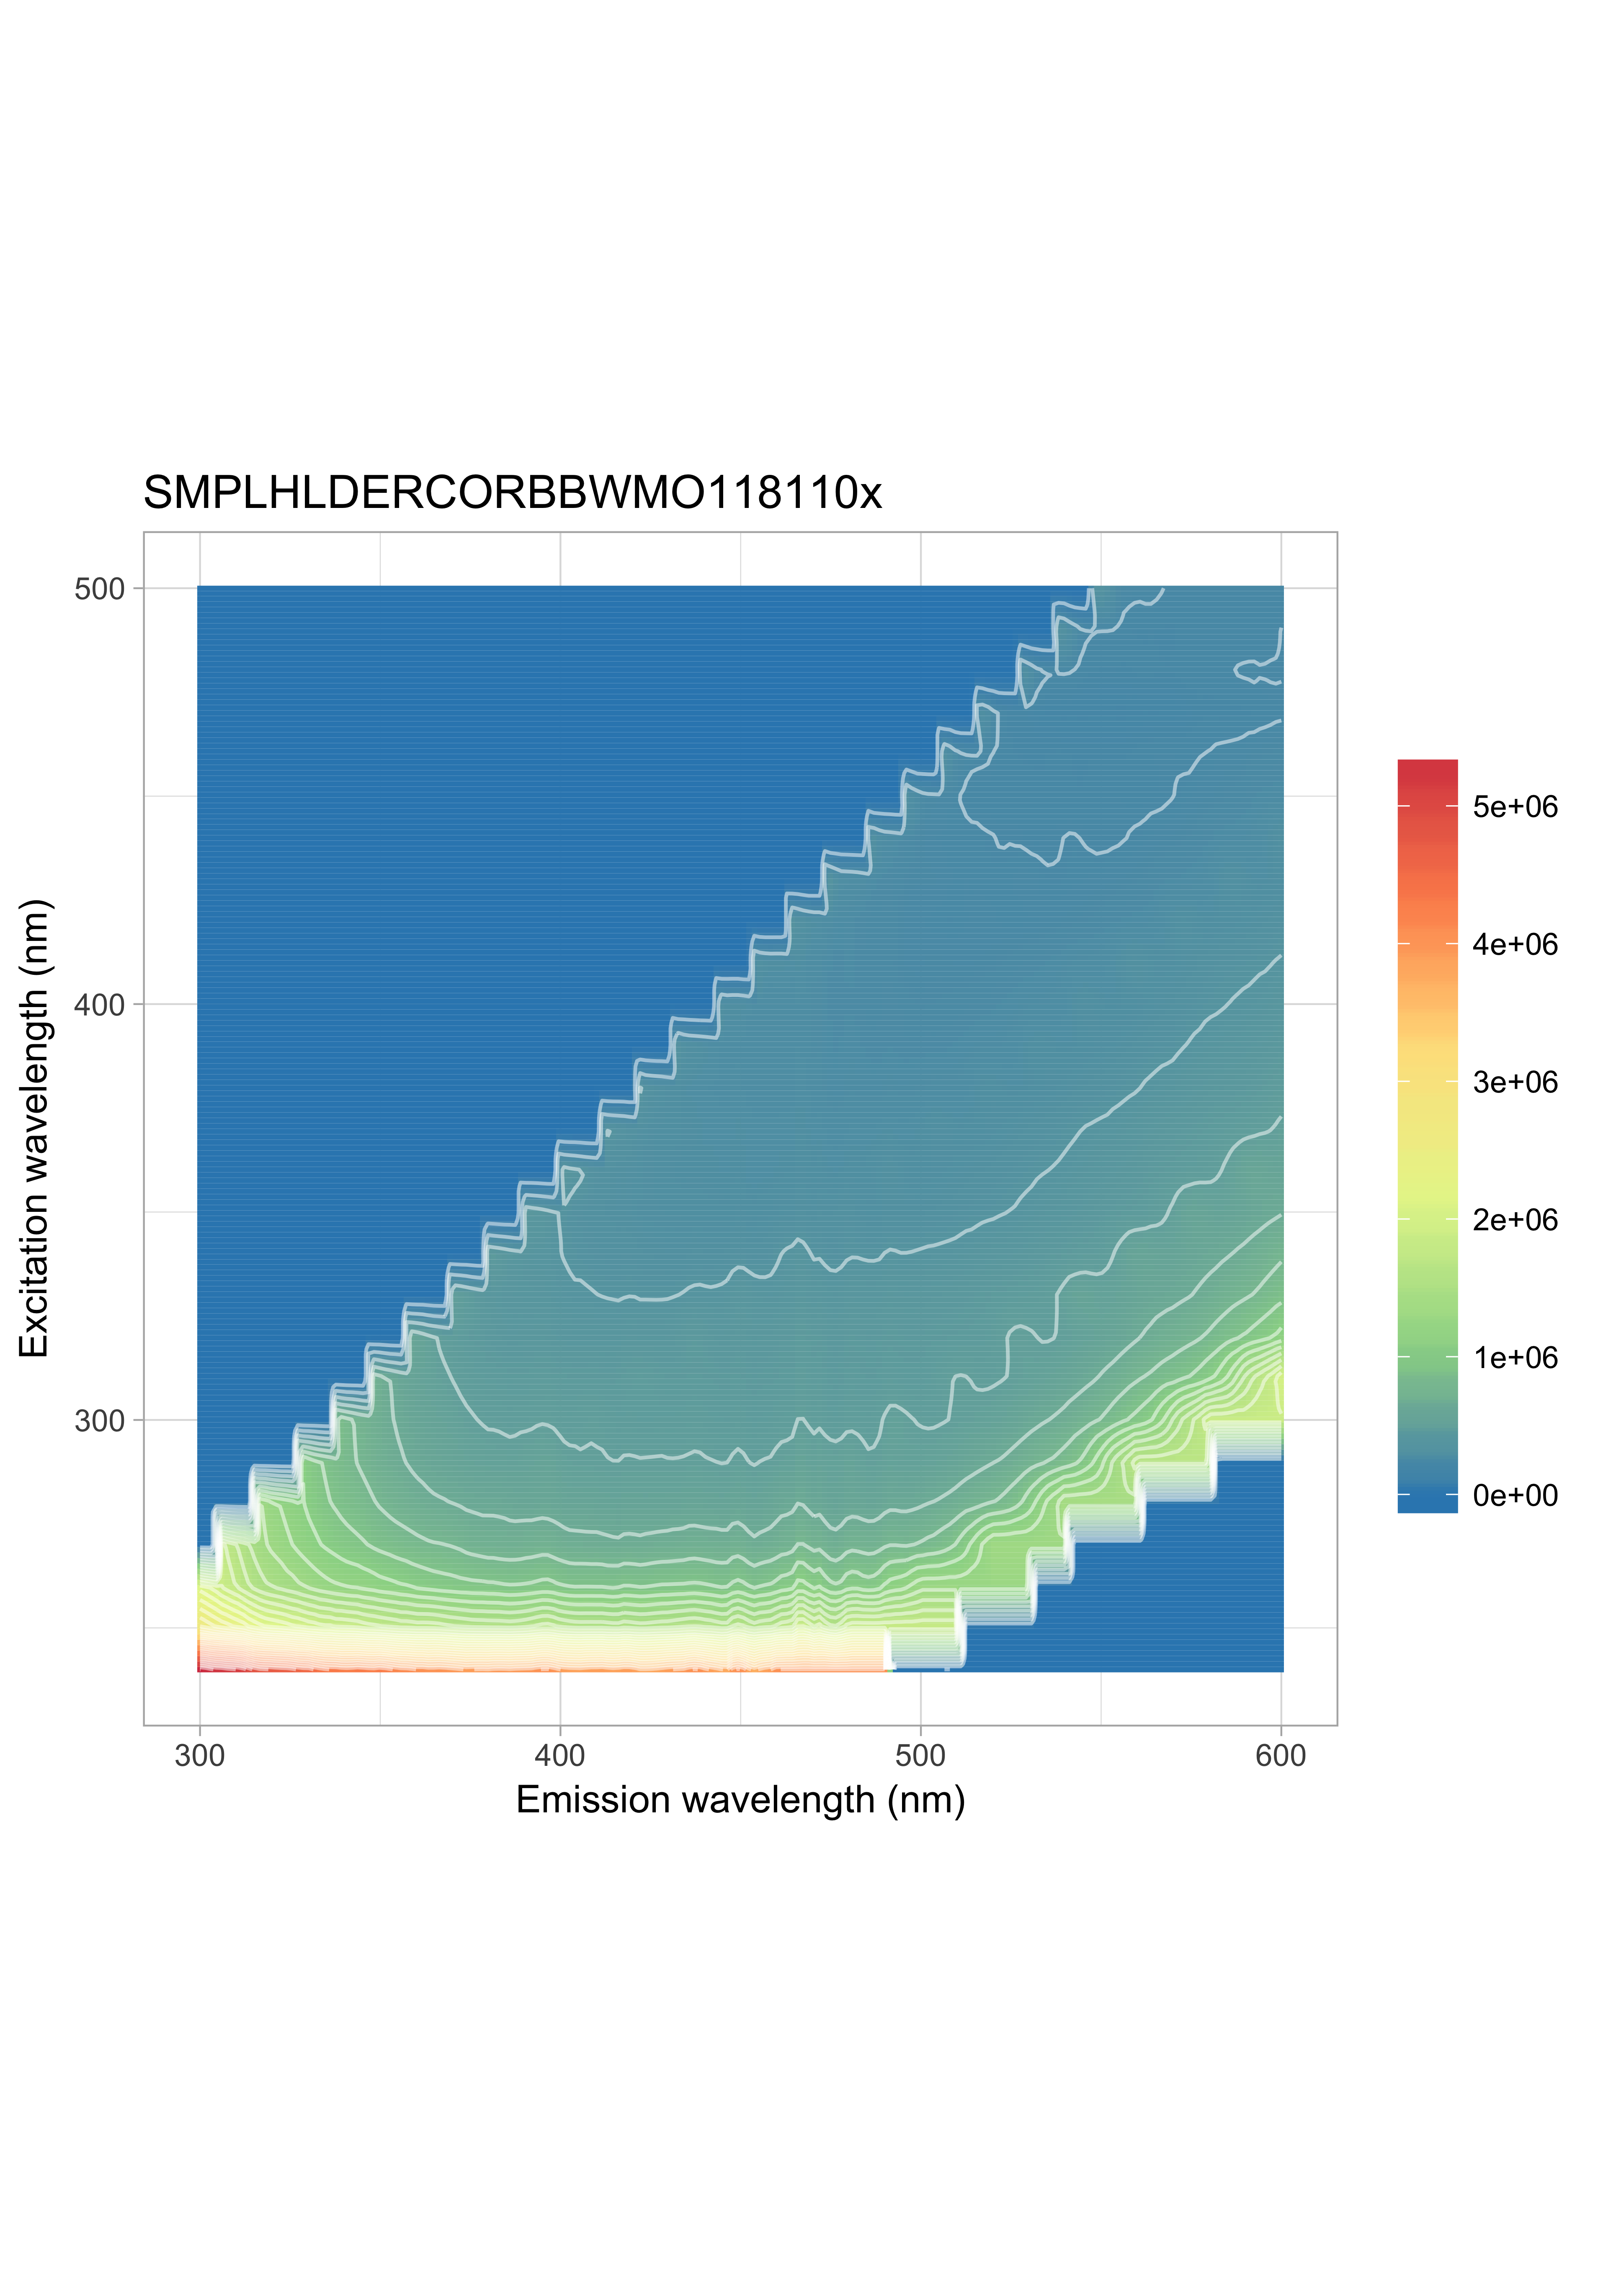 SMPLHLDERCORBBWMO118110x
500
400
300
Excitation wavelength (nm)
300
400
500
600
Emission wavelength (nm)
5e+06
4e+06
3e+06
2e+06
1e+06
0e+00